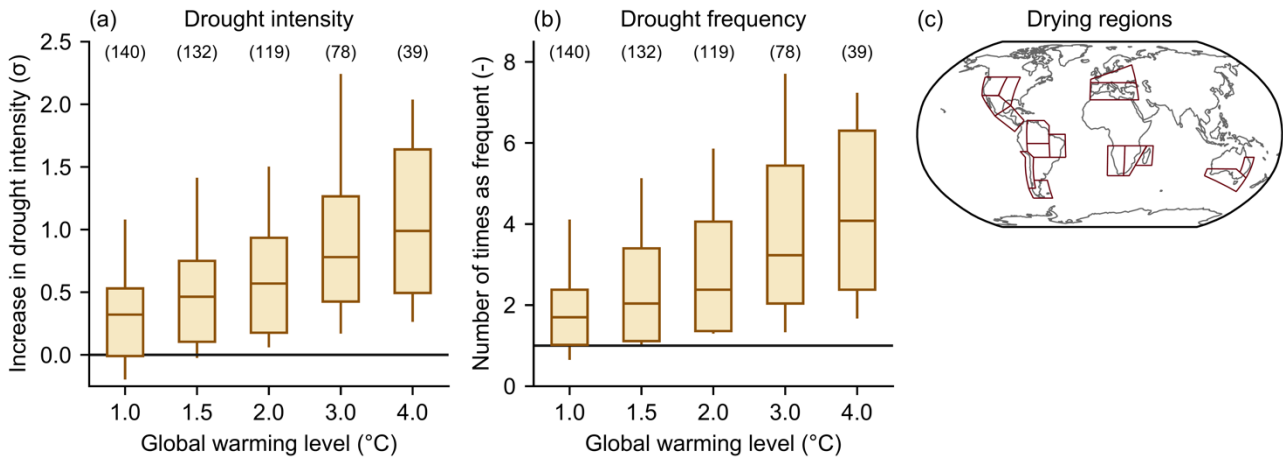 (a) Drought intensity
(140) (132) (119) (78) (39)
Increase in drought intensity (σ)
2.5
2.0
1.5
1.0
0.5
0.0
1.0 1.5 2.0 3.0 4.0
Global warming level (°C)
(b) Drought frequency
(140) (132) (119) (78) (39)
Number of times as frequent (-)
8
6
4
2
0
1.0 1.5 2.0 3.0 4.0
Global warming level (°C)
(c) Drying regions